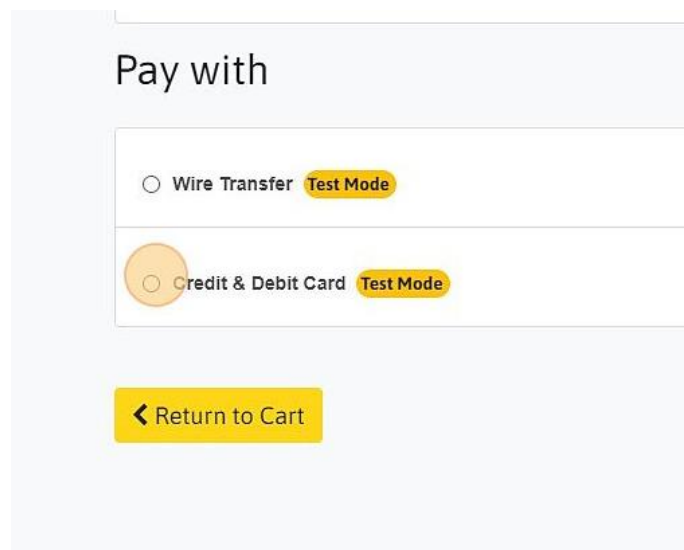 Pay with
Wire Transfer Test Mode
Credit & Debit Card Test Mode
Return to Cart